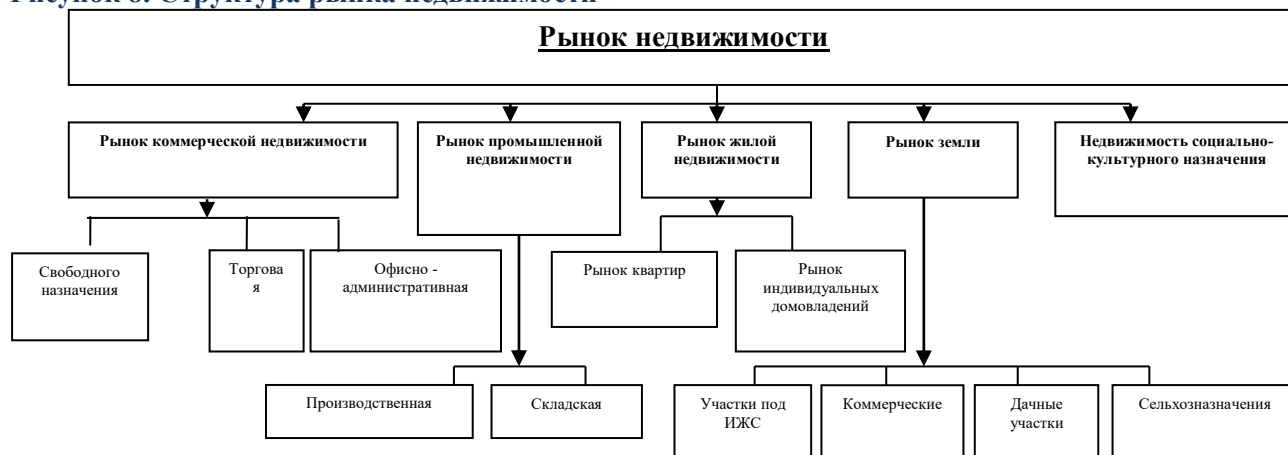 Рисунок 8. Структура рынка недвижимости
Рынок недвижимости
Рынок коммерческой недвижимости
Рынок промышленной
недвижимости
Рынок жилой
недвижимости
Рынок земли
Недвижимость социально-
культурного назначения
Свободного
назначения
Торгова
я
Офисно -
административная
Рынок квартир
Рынок
индивидуальных
домовладений
Производственная
Складская
Участки под
ИЖС
Коммерческие
Дачные
участки
Сельхозназначения